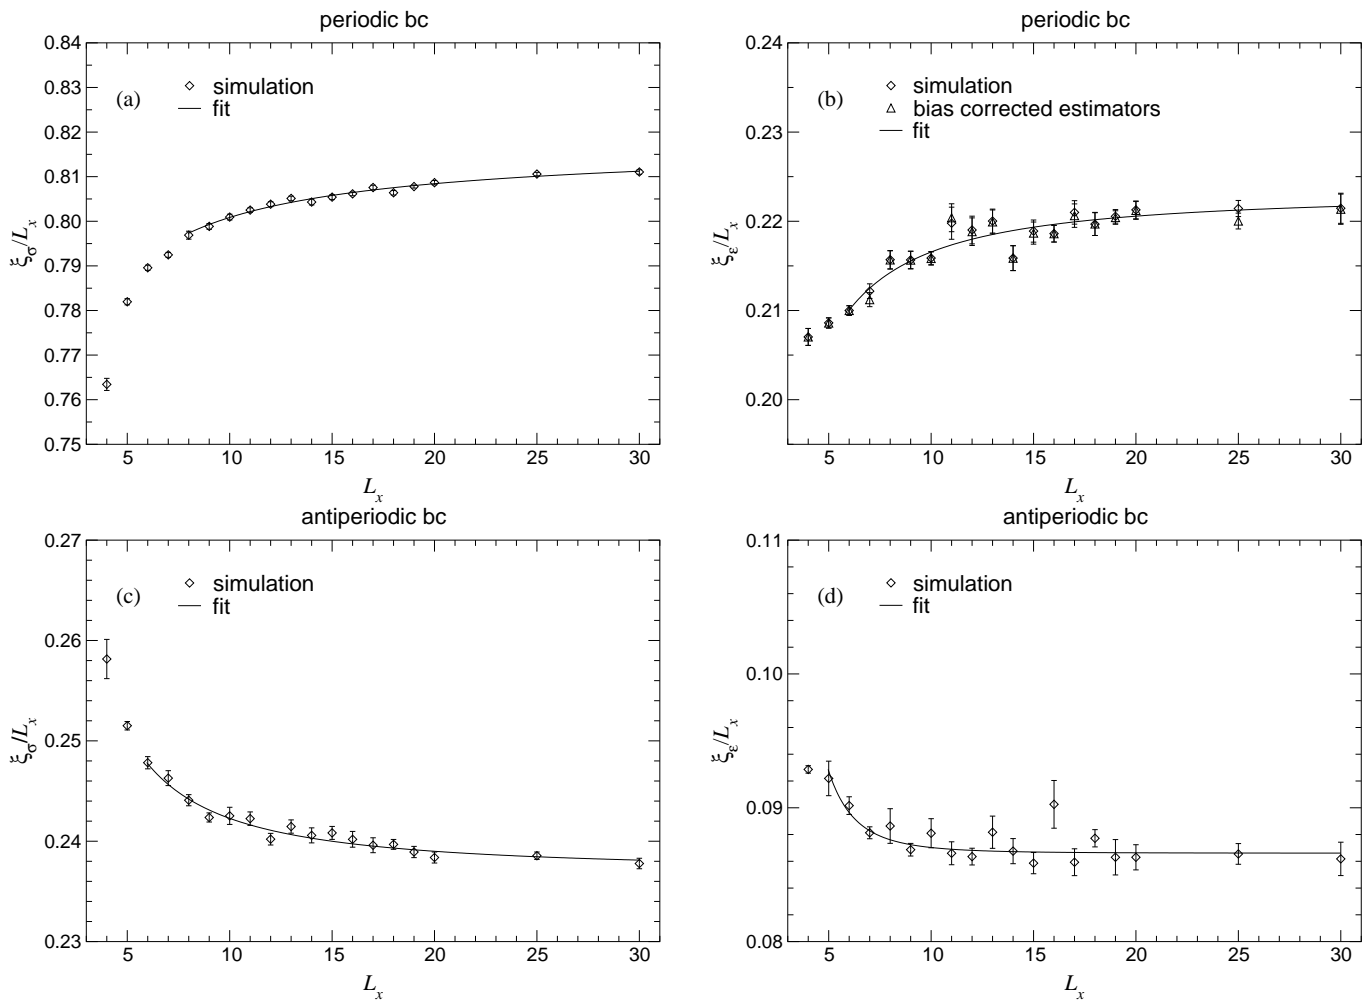 periodic bc
0.84
0.83
0.82
0.81
0.80
0.79
0.78
0.77
0.76
0.75
(a)
simulation
fit
ξσ/Lx
5 10 15 20 25 30
Lx
periodic bc
0.24
0.23
0.22
0.21
0.20
(b)
simulation
bias corrected estimators
fit
ξε/Lx
5 10 15 20 25 30
Lx
antiperiodic bc
0.27
0.26
0.25
0.24
0.23
(c)
simulation
fit
ξσ/Lx
5 10 15 20 25 30
Lx
antiperiodic bc
0.11
0.10
0.09
0.08
(d)
simulation
fit
ξε/Lx
5 10 15 20 25 30
Lx